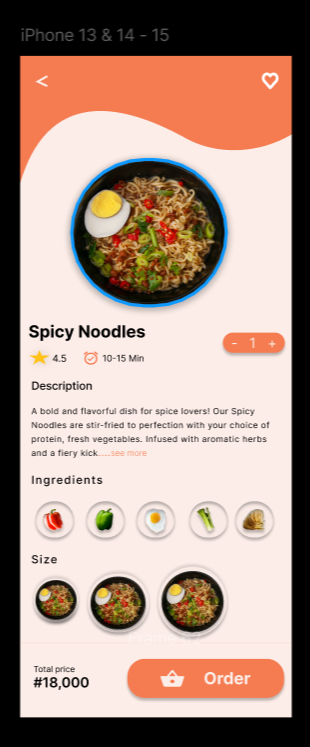 iPhone 13 & 14 - 15
<
Spicy Noodles
- 1 +
4.5 10-15 Min
Description
A bold and flavorful dish for spice lovers! Our Spicy
Noodles are stir-fried to perfection with your choice of
protein, fresh vegetables. Infused with aromatic herbs
and a fiery kick....see more
Ingredients
Size
Total price
#18,000
Order